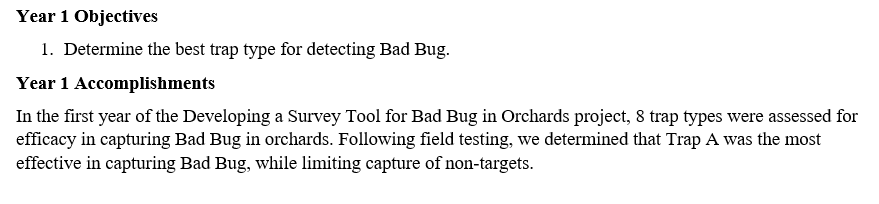 Year 1 Objectives
1. Determine the best trap type for detecting Bad Bug.
Year 1 Accomplishments
In the first year of the Developing a Survey Tool for Bad Bug in Orchards project, 8 trap types were assessed for
efficacy in capturing Bad Bug in orchards. Following field testing, we determined that Trap A was the most
effective in capturing Bad Bug, while limiting capture of non-targets.